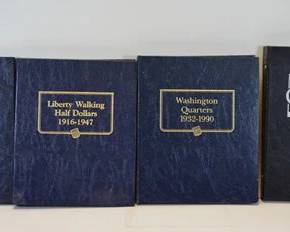 Liberty Walking
Half Dollars
1916-1947
Washington
Quarters
1932-1990